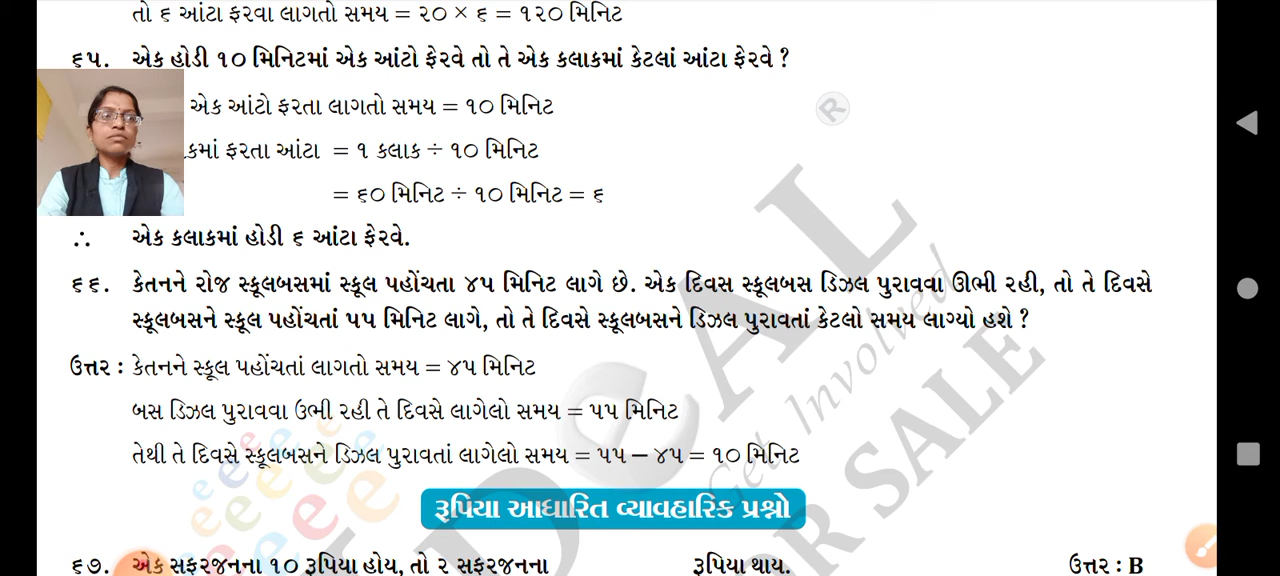 તો ૬ આંટા ફરવા લાગતો સમય = ૨૦ × ૬ = ૧૨૦ મિનિટ
૬૫. એક હોડી ૧૦ મિનિટમાં એક આંટો ફેરવે તો તે એક કલાકમાં કેટલાં આંટા ફેરવે ?
એક આંટો ફરતા લાગતો સમય = ૧૦ મિનિટ
કમાં ફરતા આંટા = ૧ કલાક ÷ ૧૦ મિનિટ
= ૬૦ મિનિટ ÷ ૧૦ મિનિટ = ૬
∴ એક કલાકમાં હોડી ૬ આંટા ફેરવે.
૬૬. કેતનને રોજ સ્કૂલબસમાં સ્કૂલ પહોંચતા ૪૫ મિનિટ લાગે છે. એક દિવસ સ્કૂલબસ ડિઝલ પુરાવવા ઊભી રહી, તો તે દિવસે
સ્કૂલબસને સ્કૂલ પહોંચતાં ૫૫ મિનિટ લાગે, તો તે દિવસે સ્કૂલબસને ડિઝલ પુરાવતાં કેટલો સમય લાગ્યો હશે ?
ઉત્તર : કેતનને સ્કૂલ પહોંચતાં લાગતો સમય = ૪૫ મિનિટ
બસ ડિઝલ પુરાવવા ઉભી રહી તે દિવસે લાગેલો સમય = ૫૫ મિનિટ
તેથી તે દિવસે સ્કૂલબસને ડિઝલ પુરાવતાં લાગેલો સમય = ૫૫ – ૪૫ = ૧૦ મિનિટ
રૂપિયા આધારિત વ્યાવહારિક પ્રશ્નો
૬૭. એક સફરજનના ૧૦ રૂપિયા હોય, તો ૨ સફરજનના રૂપિયા થાય. ઉત્તર : B
DEAL
®
Get Involved
OR SALE